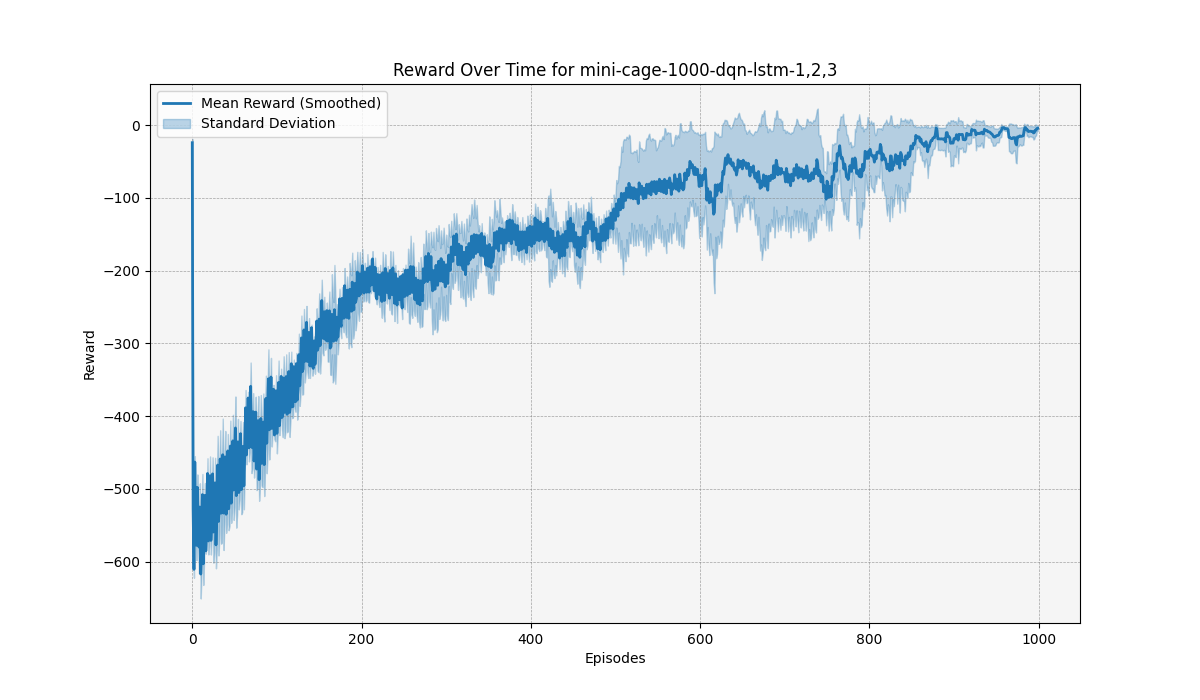 Reward Over Time for mini-cage-1000-dqn-lstm-1,2,3
Mean Reward (Smoothed)
Standard Deviation
Reward
0
−100
−200
−300
−400
−500
−600
0 200 400 600 800 1000
Episodes